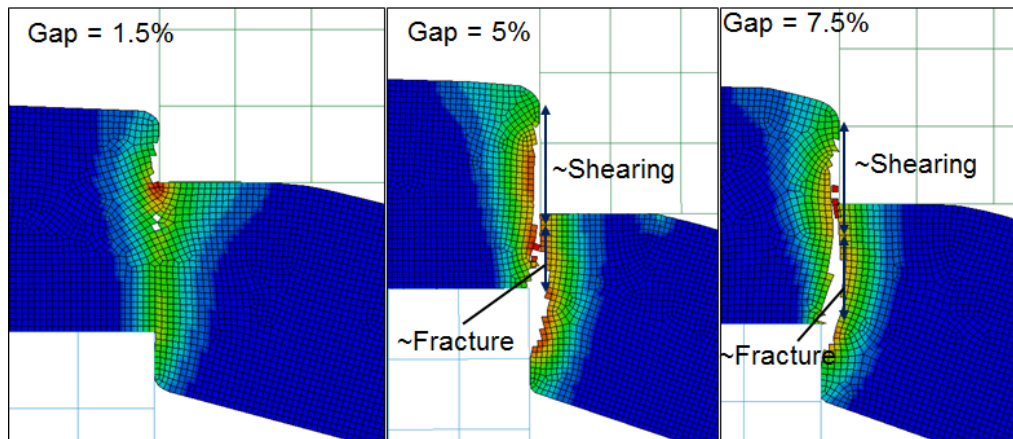 Gap = 1.5%
Gap = 5%
~Shearing
~Fracture
Gap = 7.5%
~Shearing
~Fracture